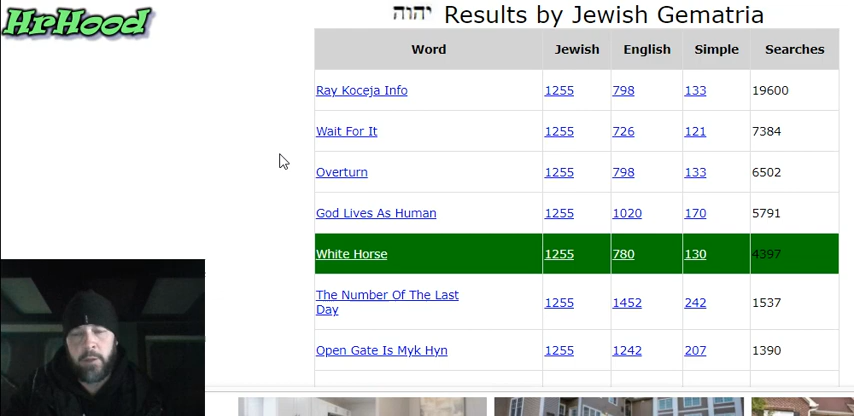 HrHood
יהוה Results by Jewish Gematria
Word Jewish English Simple Searches
Ray Koceja Info 1255 798 133 19600
Wait For It 1255 726 121 7384
Overturn 1255 798 133 6502
God Lives As Human 1255 1020 170 5791
White Horse 1255 780 130 4397
The Number Of The Last
Day 1255 1452 242 1537
Open Gate Is Myk Hyn 1255 1242 207 1390